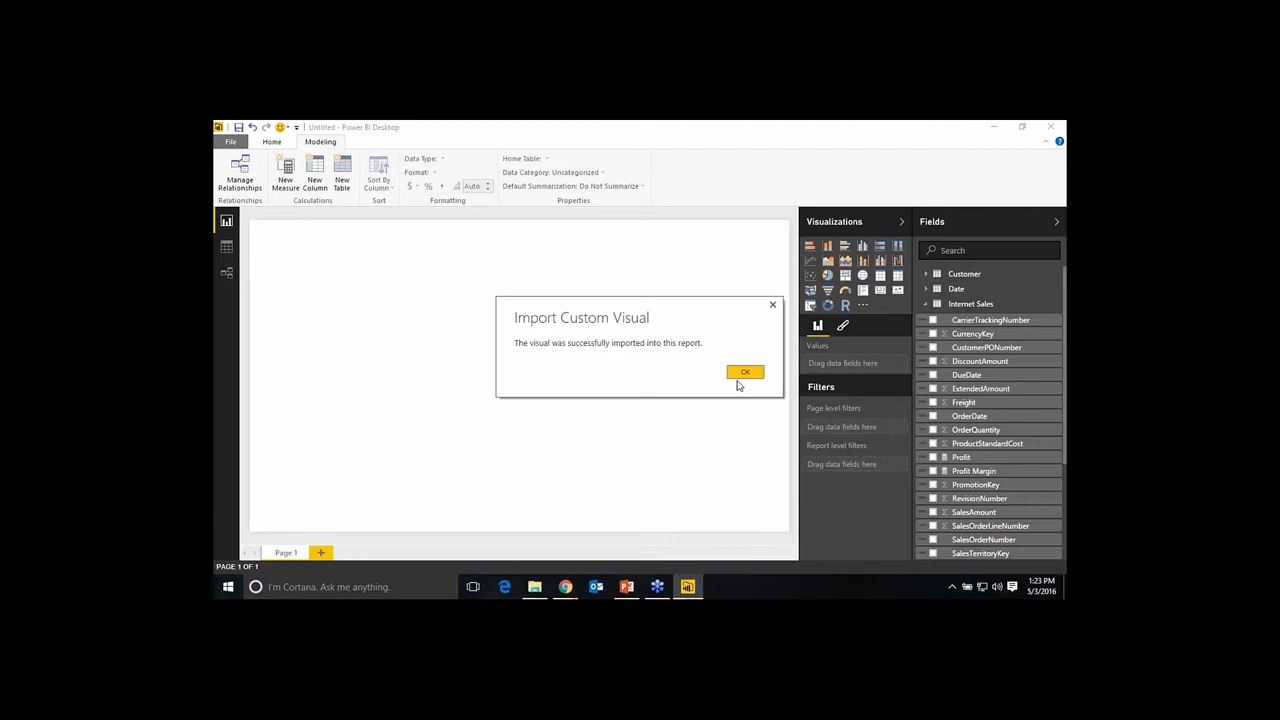 Untitled - Power BI Desktop
File Home Modeling
Manage Relationships
New Measure
New Column
New Table
Sort By Column
Data Type:
Format:
$ % , Auto
Home Table:
Data Category: Uncategorized
Default Summarization: Do Not Summarize
Relationships Calculations Sort Formatting Properties
Import Custom Visual
The visual was successfully imported into this report.
OK
Visualizations
R
Values
Drag data fields here
Filters
Page level filters
Drag data fields here
Report level filters
Drag data fields here
Fields
Search
Customer
Date
Internet Sales
CarrierTrackingNumber
CurrencyKey
CustomerPONumber
DiscountAmount
DueDate
ExtendedAmount
Freight
OrderDate
OrderQuantity
ProductStandardCost
Profit
Profit Margin
PromotionKey
RevisionNumber
SalesAmount
SalesOrderLineNumber
SalesOrderNumber
SalesTerritoryKey
Page 1
PAGE 1 OF 1
I'm Cortana. Ask me anything.
1:23 PM
5/3/2016